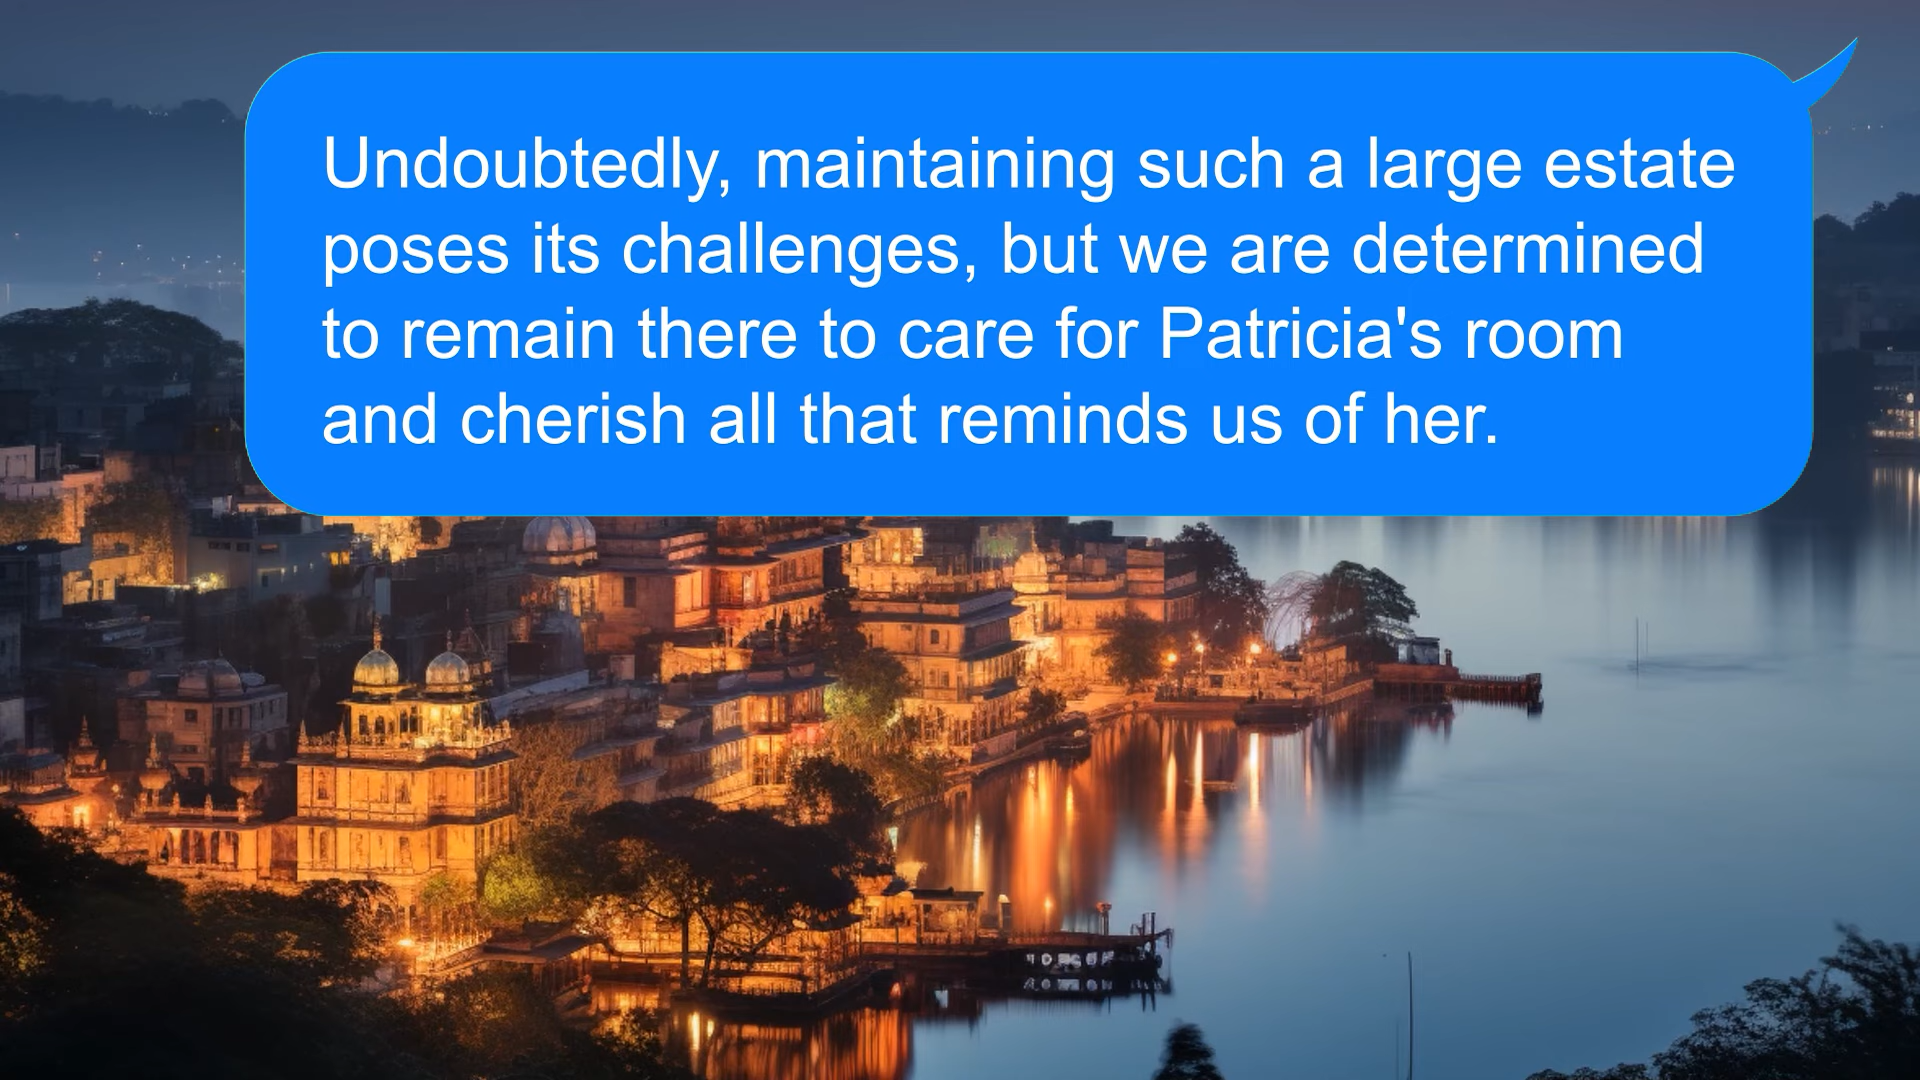 Undoubtedly, maintaining such a large estate
poses its challenges, but we are determined
to remain there to care for Patricia's room
and cherish all that reminds us of her.